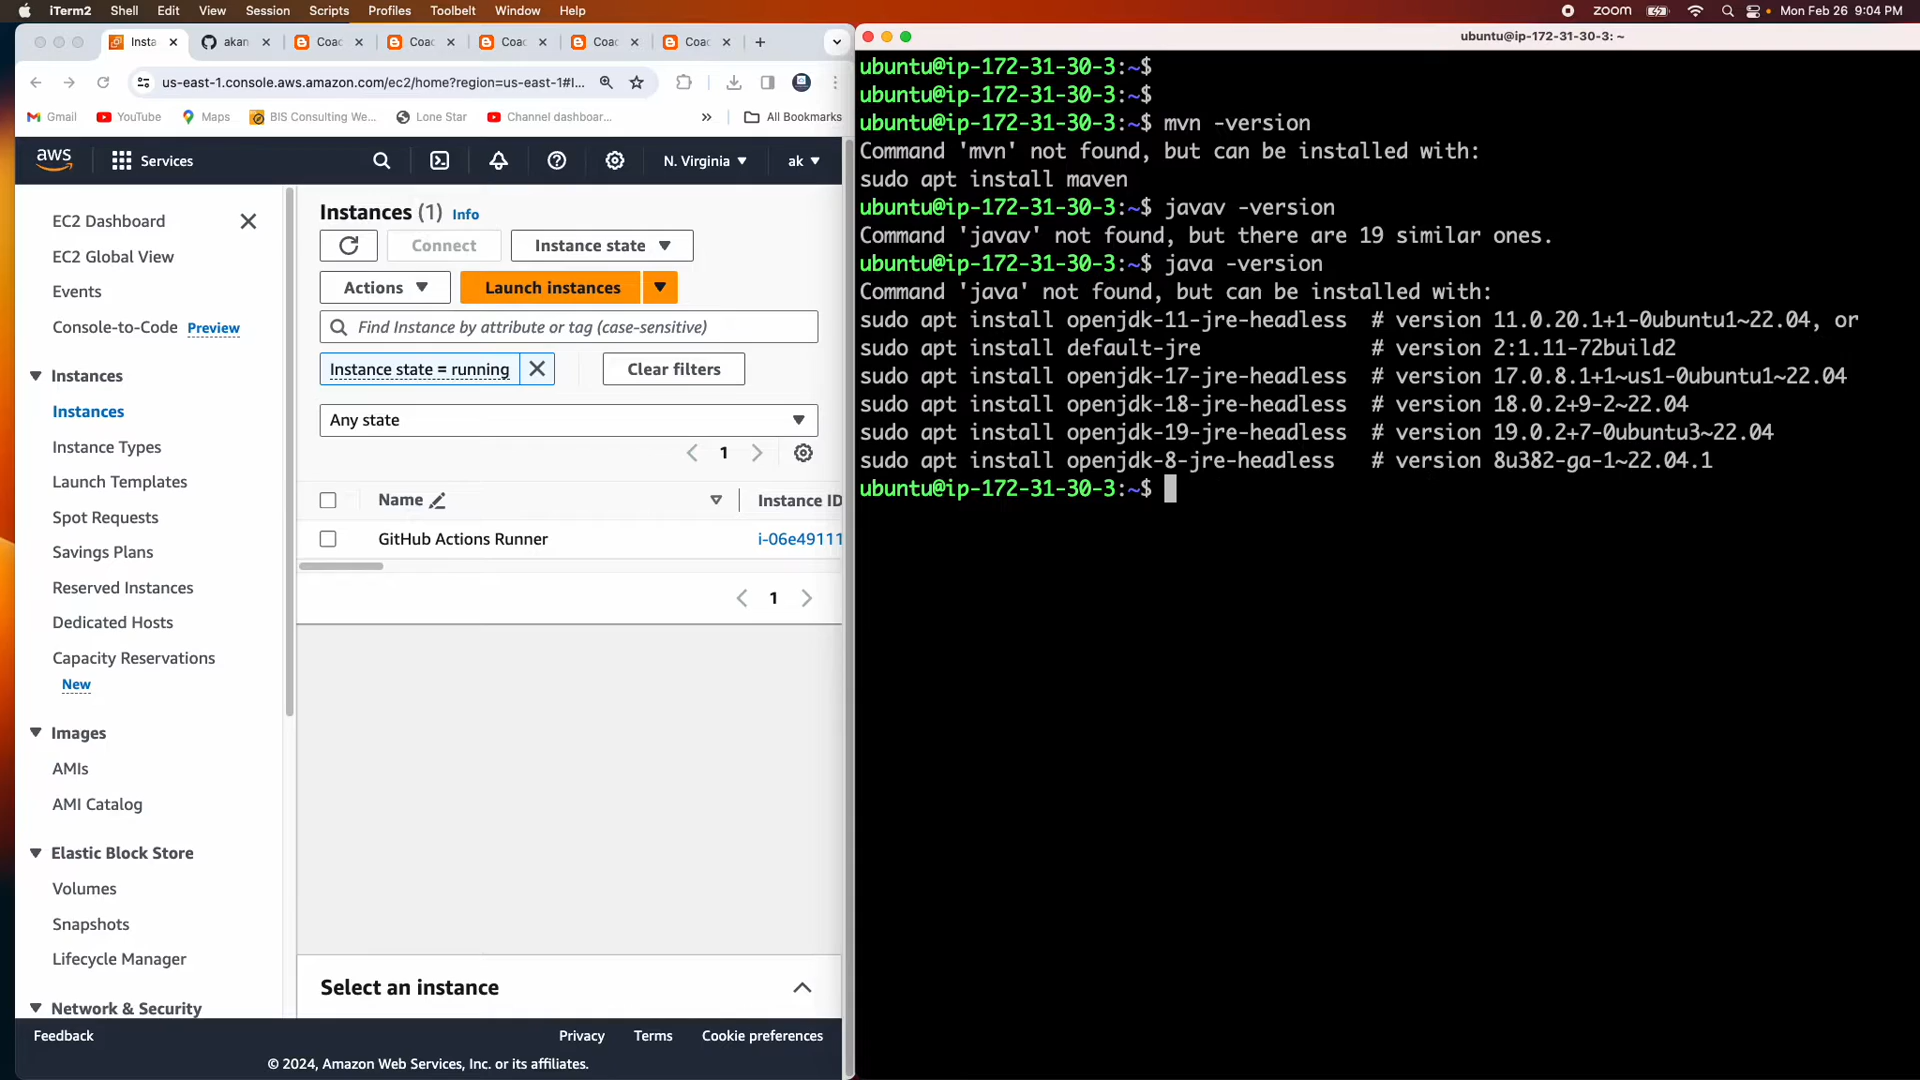 iTerm2 Shell Edit View Session Scripts Profiles Toolbelt Window Help
zoom Mon Feb 26 9:04 PM
Insta akan Coac Coac Coac Coac Coac
us-east-1.console.aws.amazon.com/ec2/home?region=us-east-1#I...
Gmail YouTube Maps BIS Consulting We... Lone Star Channel dashboar... » All Bookmarks
aws Services N. Virginia ak
EC2 Dashboard
EC2 Global View
Events
Console-to-Code Preview
Instances
Instances
Instance Types
Launch Templates
Spot Requests
Savings Plans
Reserved Instances
Dedicated Hosts
Capacity Reservations
New
Images
AMIs
AMI Catalog
Elastic Block Store
Volumes
Snapshots
Lifecycle Manager
Network & Security
Instances (1) Info
Connect Instance state
Actions Launch instances
Find Instance by attribute or tag (case-sensitive)
Instance state = running Clear filters
Any state
1
Name Instance ID
GitHub Actions Runner i-06e49111
1
Select an instance
Feedback Privacy Terms Cookie preferences
© 2024, Amazon Web Services, Inc. or its affiliates.
ubuntu@ip-172-31-30-3: ~
ubuntu@ip-172-31-30-3:~$
ubuntu@ip-172-31-30-3:~$
ubuntu@ip-172-31-30-3:~$ mvn -version
Command 'mvn' not found, but can be installed with:
sudo apt install maven
ubuntu@ip-172-31-30-3:~$ javav -version
Command 'javav' not found, but there are 19 similar ones.
ubuntu@ip-172-31-30-3:~$ java -version
Command 'java' not found, but can be installed with:
sudo apt install openjdk-11-jre-headless # version 11.0.20.1+1-0ubuntu1~22.04, or
sudo apt install default-jre # version 2:1.11-72build2
sudo apt install openjdk-17-jre-headless # version 17.0.8.1+1~us1-0ubuntu1~22.04
sudo apt install openjdk-18-jre-headless # version 18.0.2+9-2~22.04
sudo apt install openjdk-19-jre-headless # version 19.0.2+7-0ubuntu3~22.04
sudo apt install openjdk-8-jre-headless # version 8u382-ga-1~22.04.1
ubuntu@ip-172-31-30-3:~$